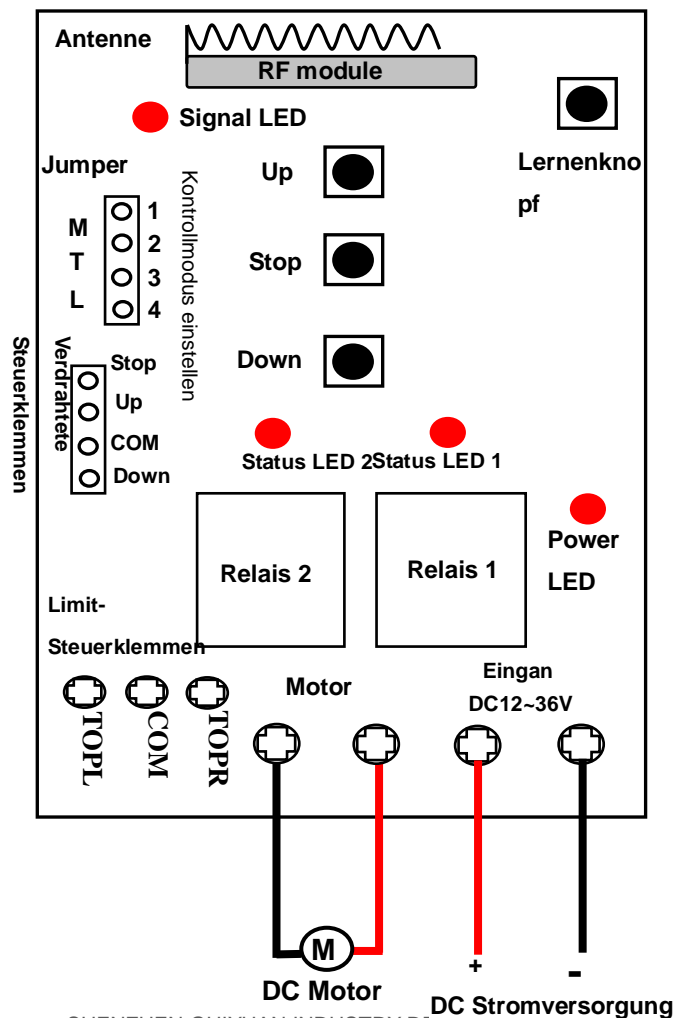 Antenne
RF module
Signal LED
Jumper
Up
Lernenkno
pf
M
T
L
1
2
3
4
Kontrollmodus einstellen
Stop
Down
Steuerklemmen
Verdrahtete
Stop
Up
COM
Down
Status LED 2
Status LED 1
Relais 2
Relais 1
Power
LED
Limit-
Steuerklemmen
Motor
Eingan
DC12~36V
TOPL
COM
TOPR
M
DC Motor
+
-
DC Stromversorgung